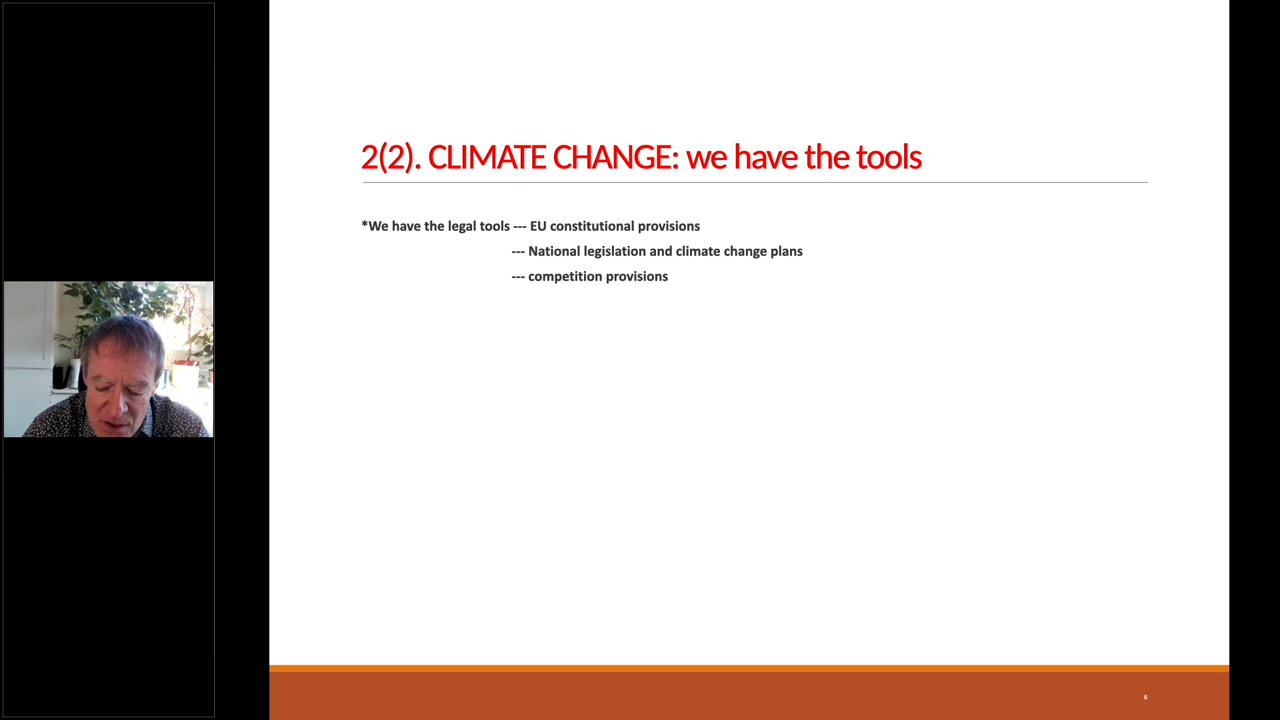 2(2). CLIMATE CHANGE: we have the tools
*We have the legal tools --- EU constitutional provisions
--- National legislation and climate change plans
--- competition provisions
6